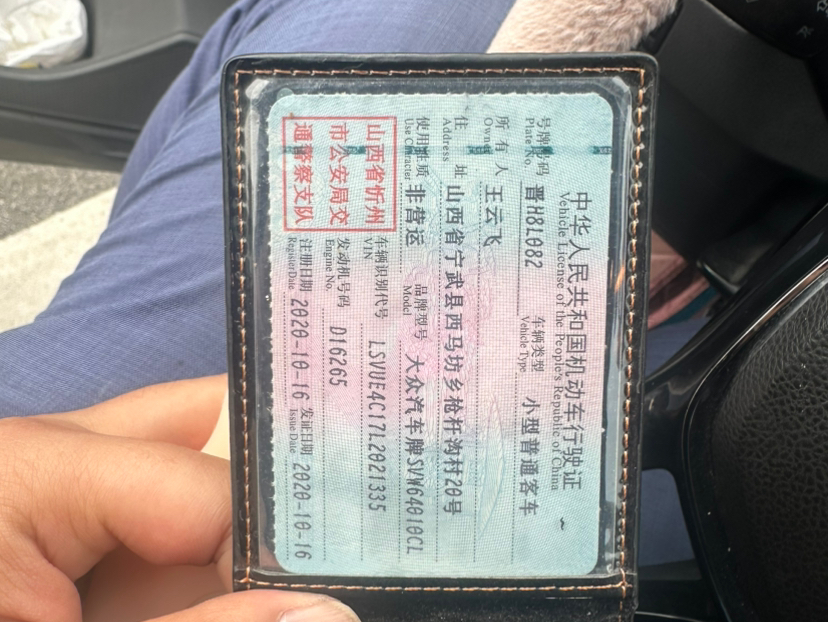 中华人民共和国机动车行驶证
Vehicle License of the People's Republic of China
号牌号码 晋H81082 车辆类型 小型普通客车
Plate No. Vehicle Type
所有人 王云飞
Owner
住址 山西省宁武县西马坊乡枪杆沟村20号
Address
使用性质 非营运 品牌型号 大众汽车牌SVW64010CL
Use Character Model
山西省忻州
市公安局交
通警察支队
车辆识别代号 LSVUE4C17L2021335
VIN
发动机号码 D16265
Engine No.
注册日期 2020-10-16 发证日期 2020-10-16
Register Date Issue Date